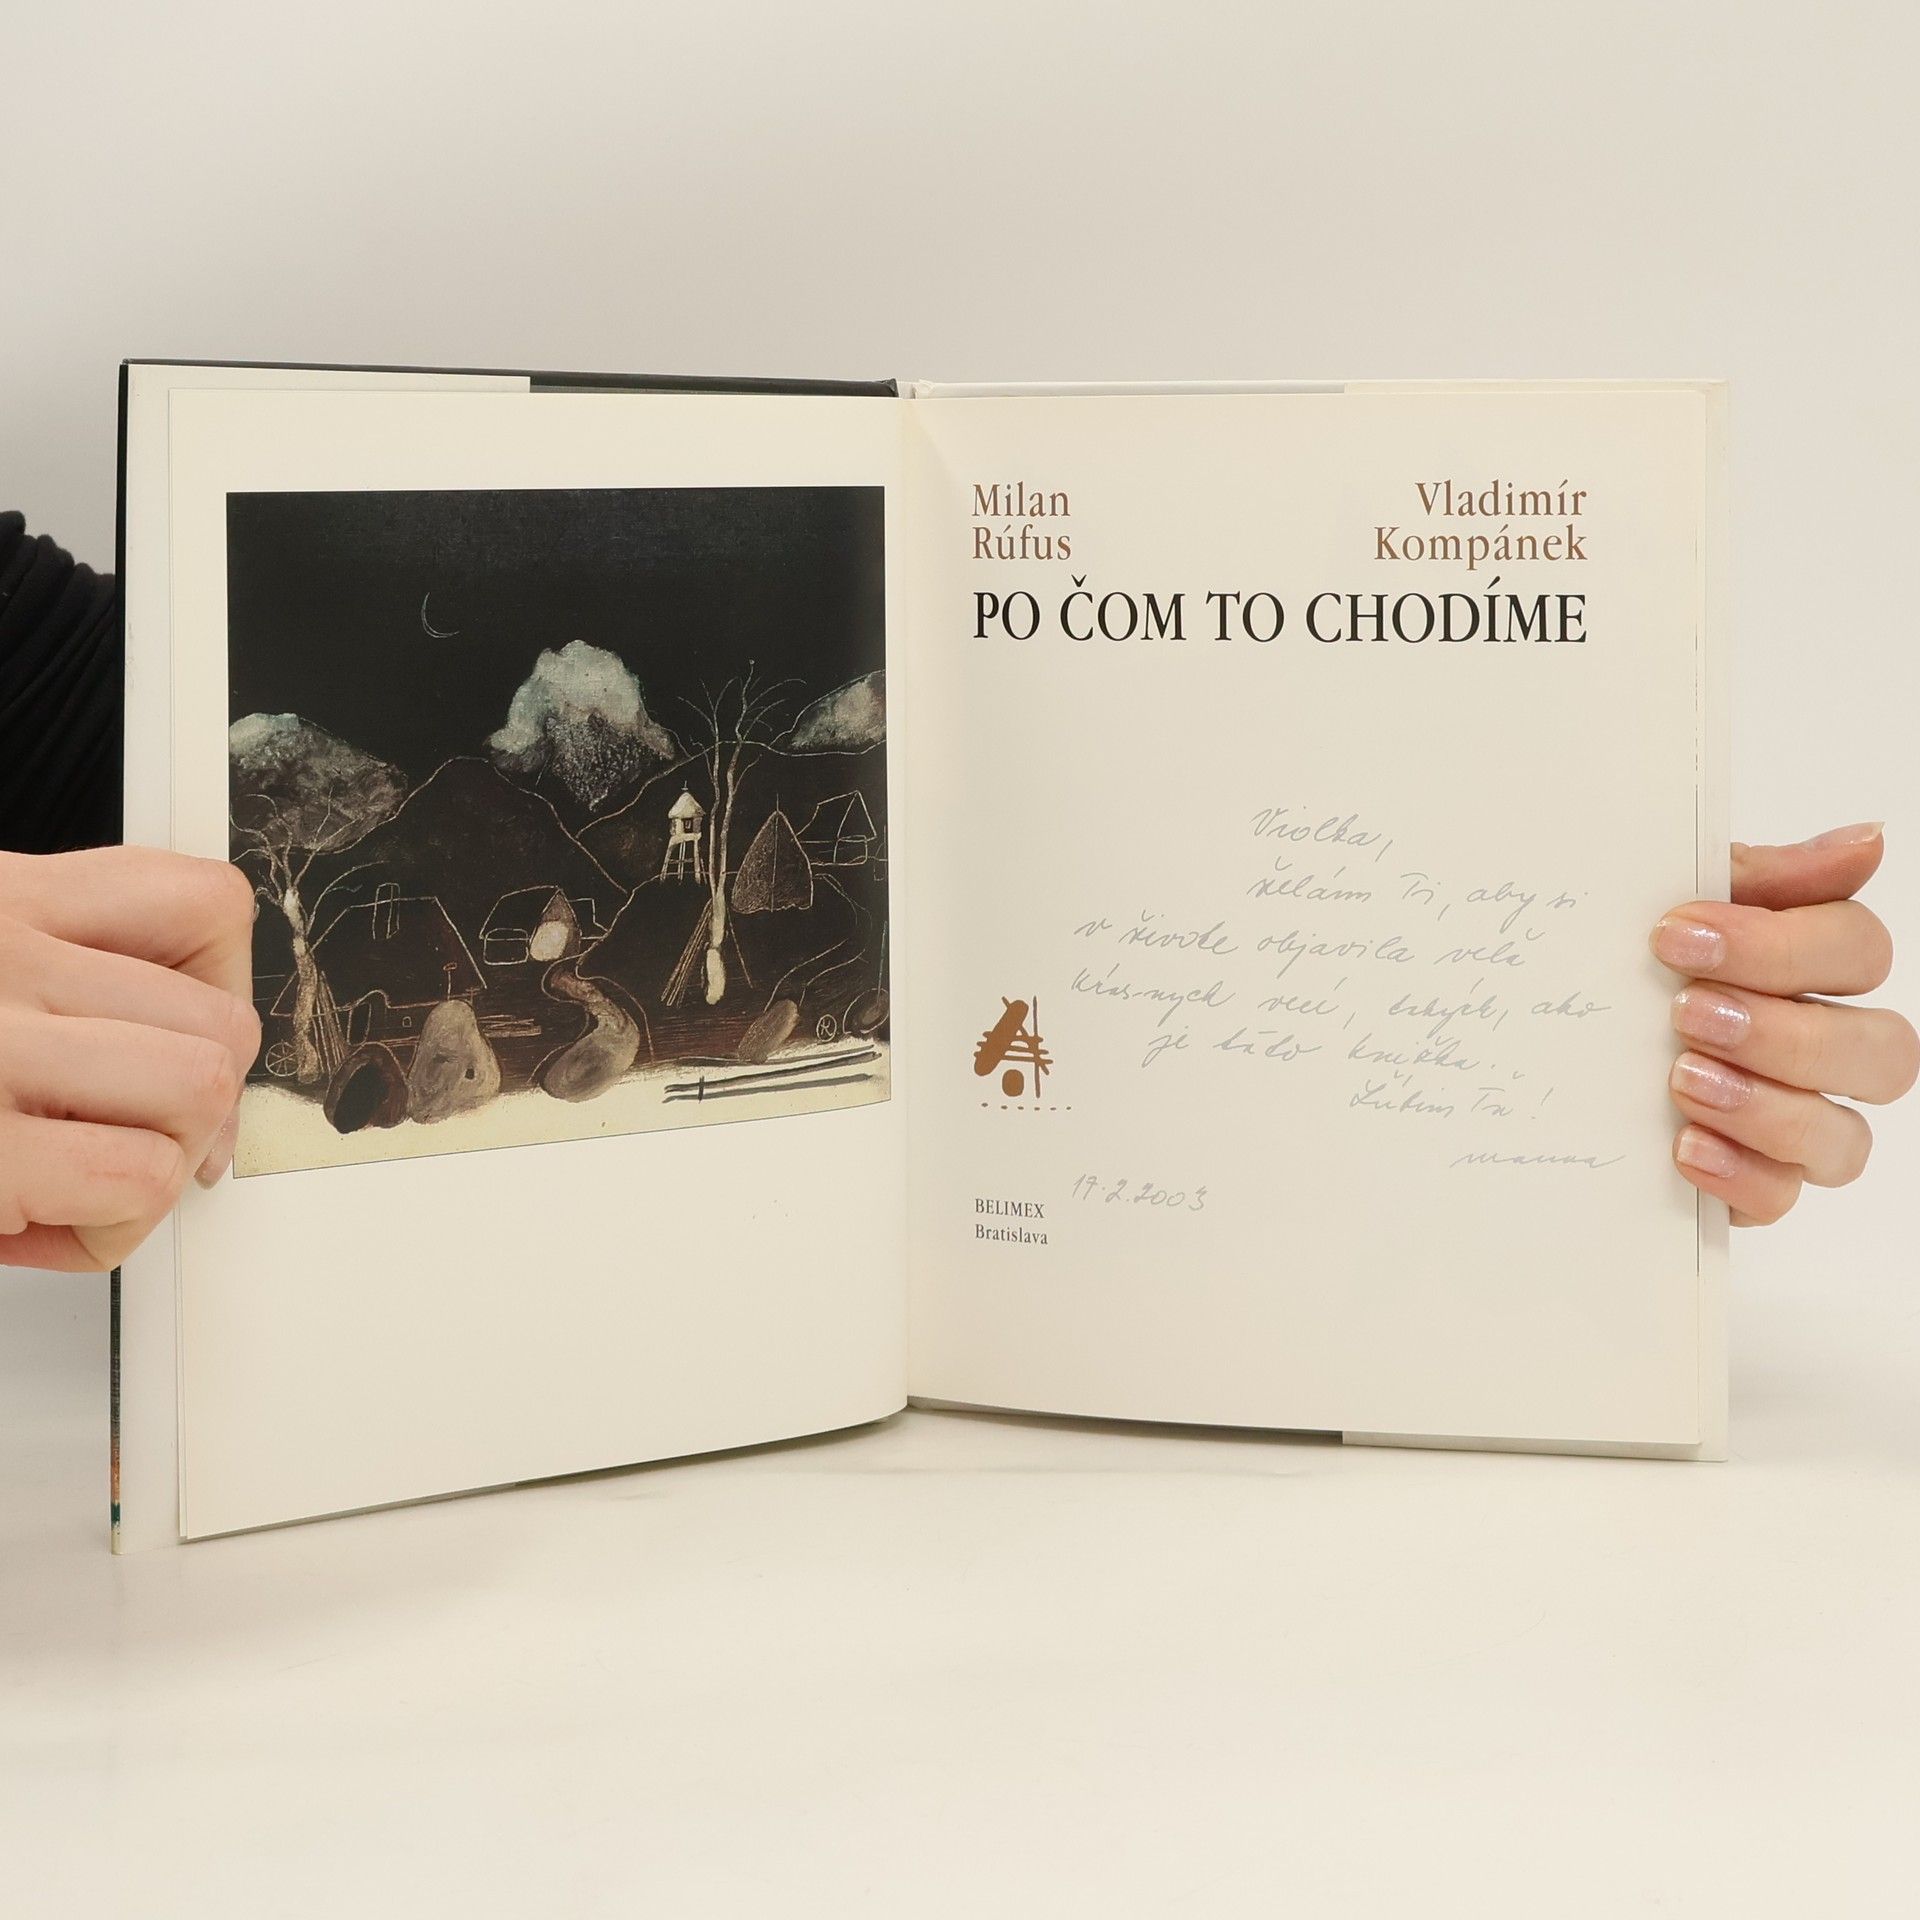 Milan
Rúfus
Vladimír
Kompánek
PO ČOM TO CHODÍME
Violka,
želám Ti, aby si
v živote objavila veľa
krásnych vecí, takých, ako
je táto knižka.
Ľúbim Ťa!
mama
17.2.2003
BELIMEX
Bratislava